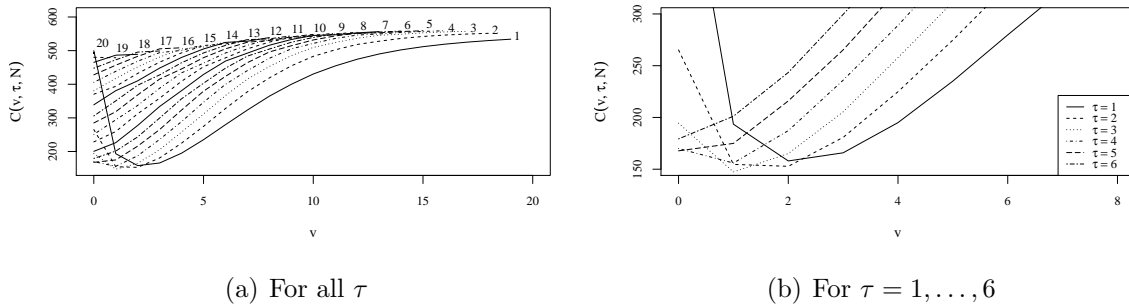 C(v, τ, N)
600
500
400
300
200
20 19 18 17 16 15 14 13 12 11 10 9 8 7 6 5 4 3 2 1
0 5 10 15 20
v
(a) For all τ
C(v, τ, N)
300
250
200
150
τ = 1
τ = 2
τ = 3
τ = 4
τ = 5
τ = 6
0 2 4 6 8
v
(b) For τ = 1, . . . , 6